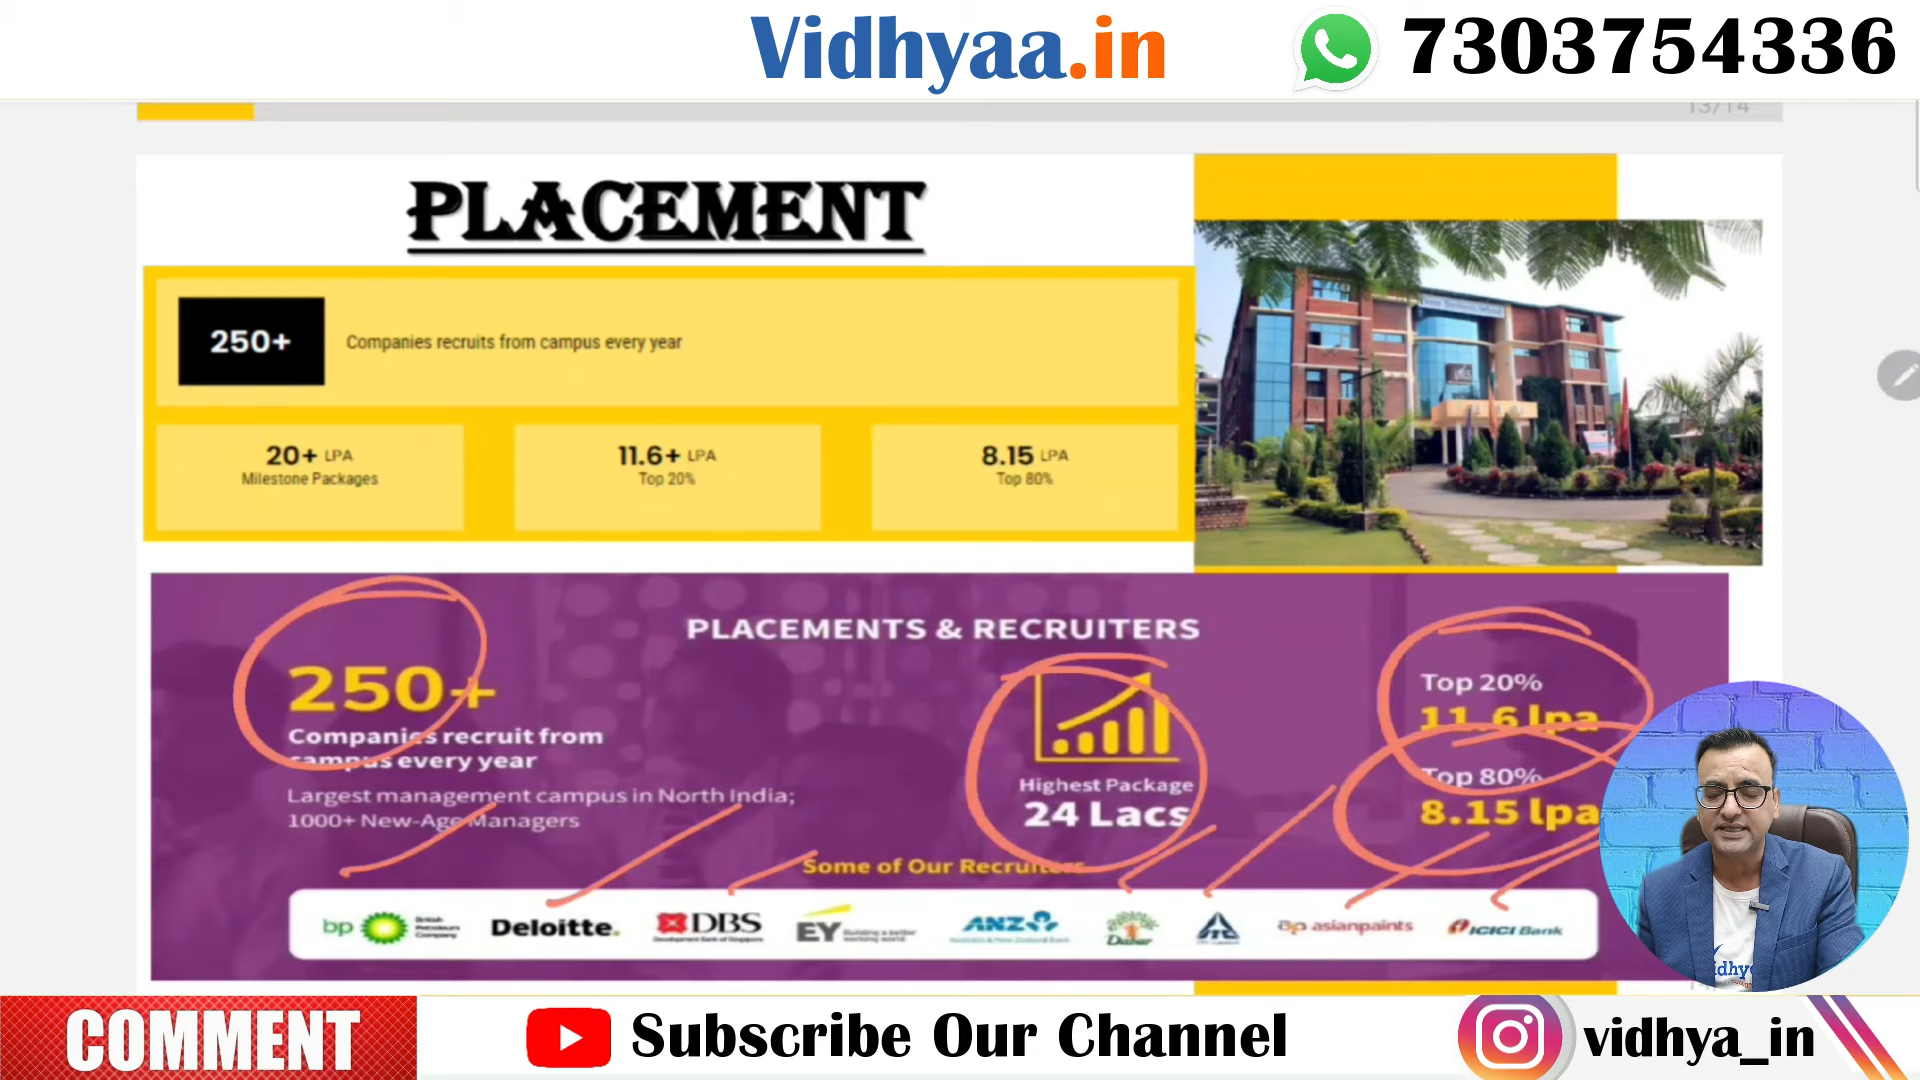 Vidhyaa.in
7303754336
13/14
PLACEMENT
250+
Companies recruits from campus every year
20+ LPA
Milestone Packages
11.6+ LPA
Top 20%
8.15 LPA
Top 80%
PLACEMENTS & RECRUITERS
250+
Companies recruit from
campus every year
Largest management campus in North India;
1000+ New-Age Managers
Highest Package
24 Lacs
Top 20%
11.6 lpa
Top 80%
8.15 lpa
Some of Our Recruiters
bp
Deloitte.
DBS
EY
ANZ
Dabur
ITC
ap asianpaints
ICICI Bank
COMMENT
Subscribe Our Channel
vidhya_in